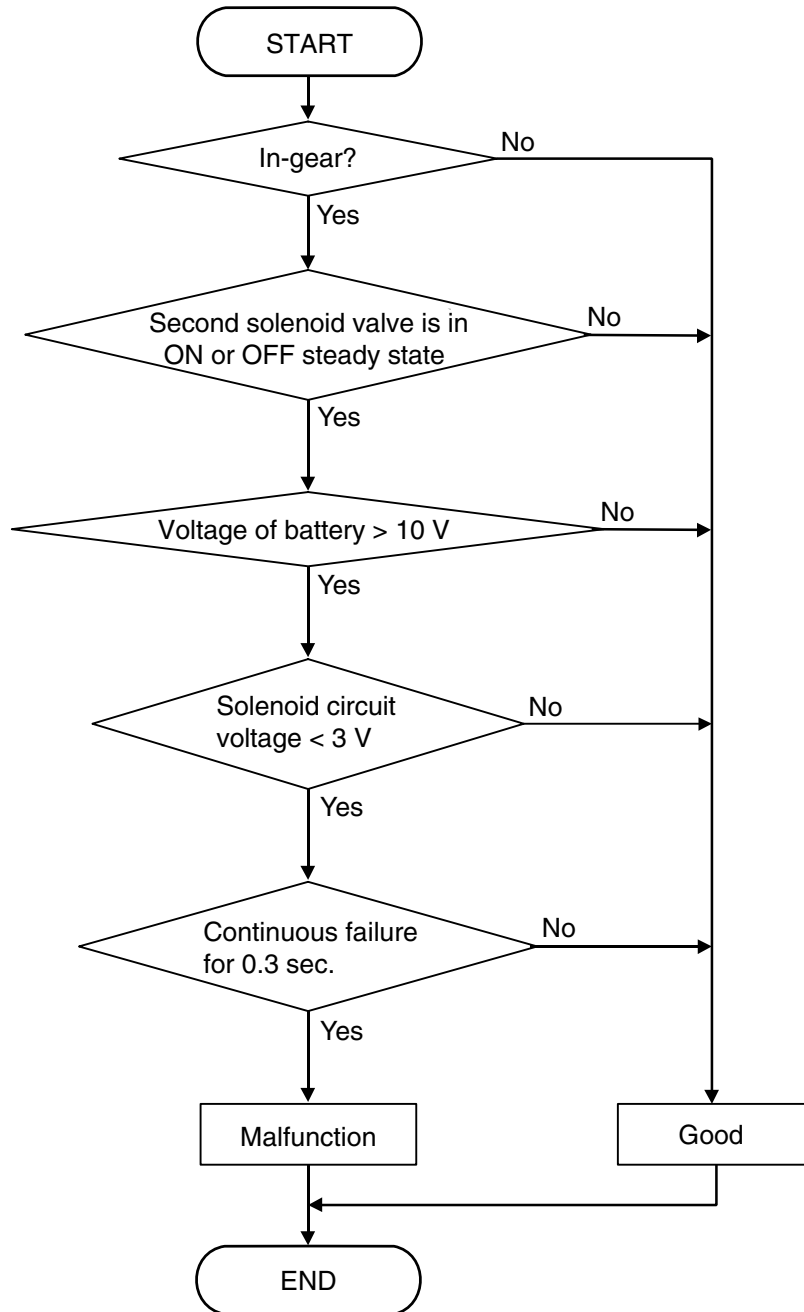 START
In-gear?
No
Yes
Second solenoid valve is in
ON or OFF steady state
No
Yes
Voltage of battery > 10 V
No
Yes
Solenoid circuit
voltage < 3 V
No
Yes
Continuous failure
for 0.3 sec.
No
Yes
Malfunction
Good
END